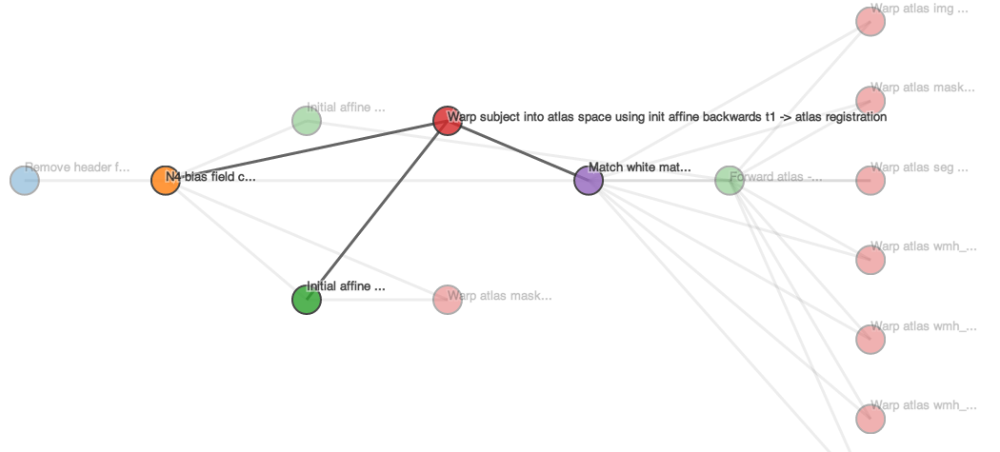 Warp atlas img ...
Warp atlas mask...
Initial affine ...
Warp subject into atlas space using init affine backwards t1 -> atlas registration
Remove header f...
N4 bias field c...
Match white mat...
Forward atlas -...
Warp atlas seg ...
Warp atlas wmh_...
Initial affine ...
Warp atlas mask...
Warp atlas wmh_...
Warp atlas wmh_...